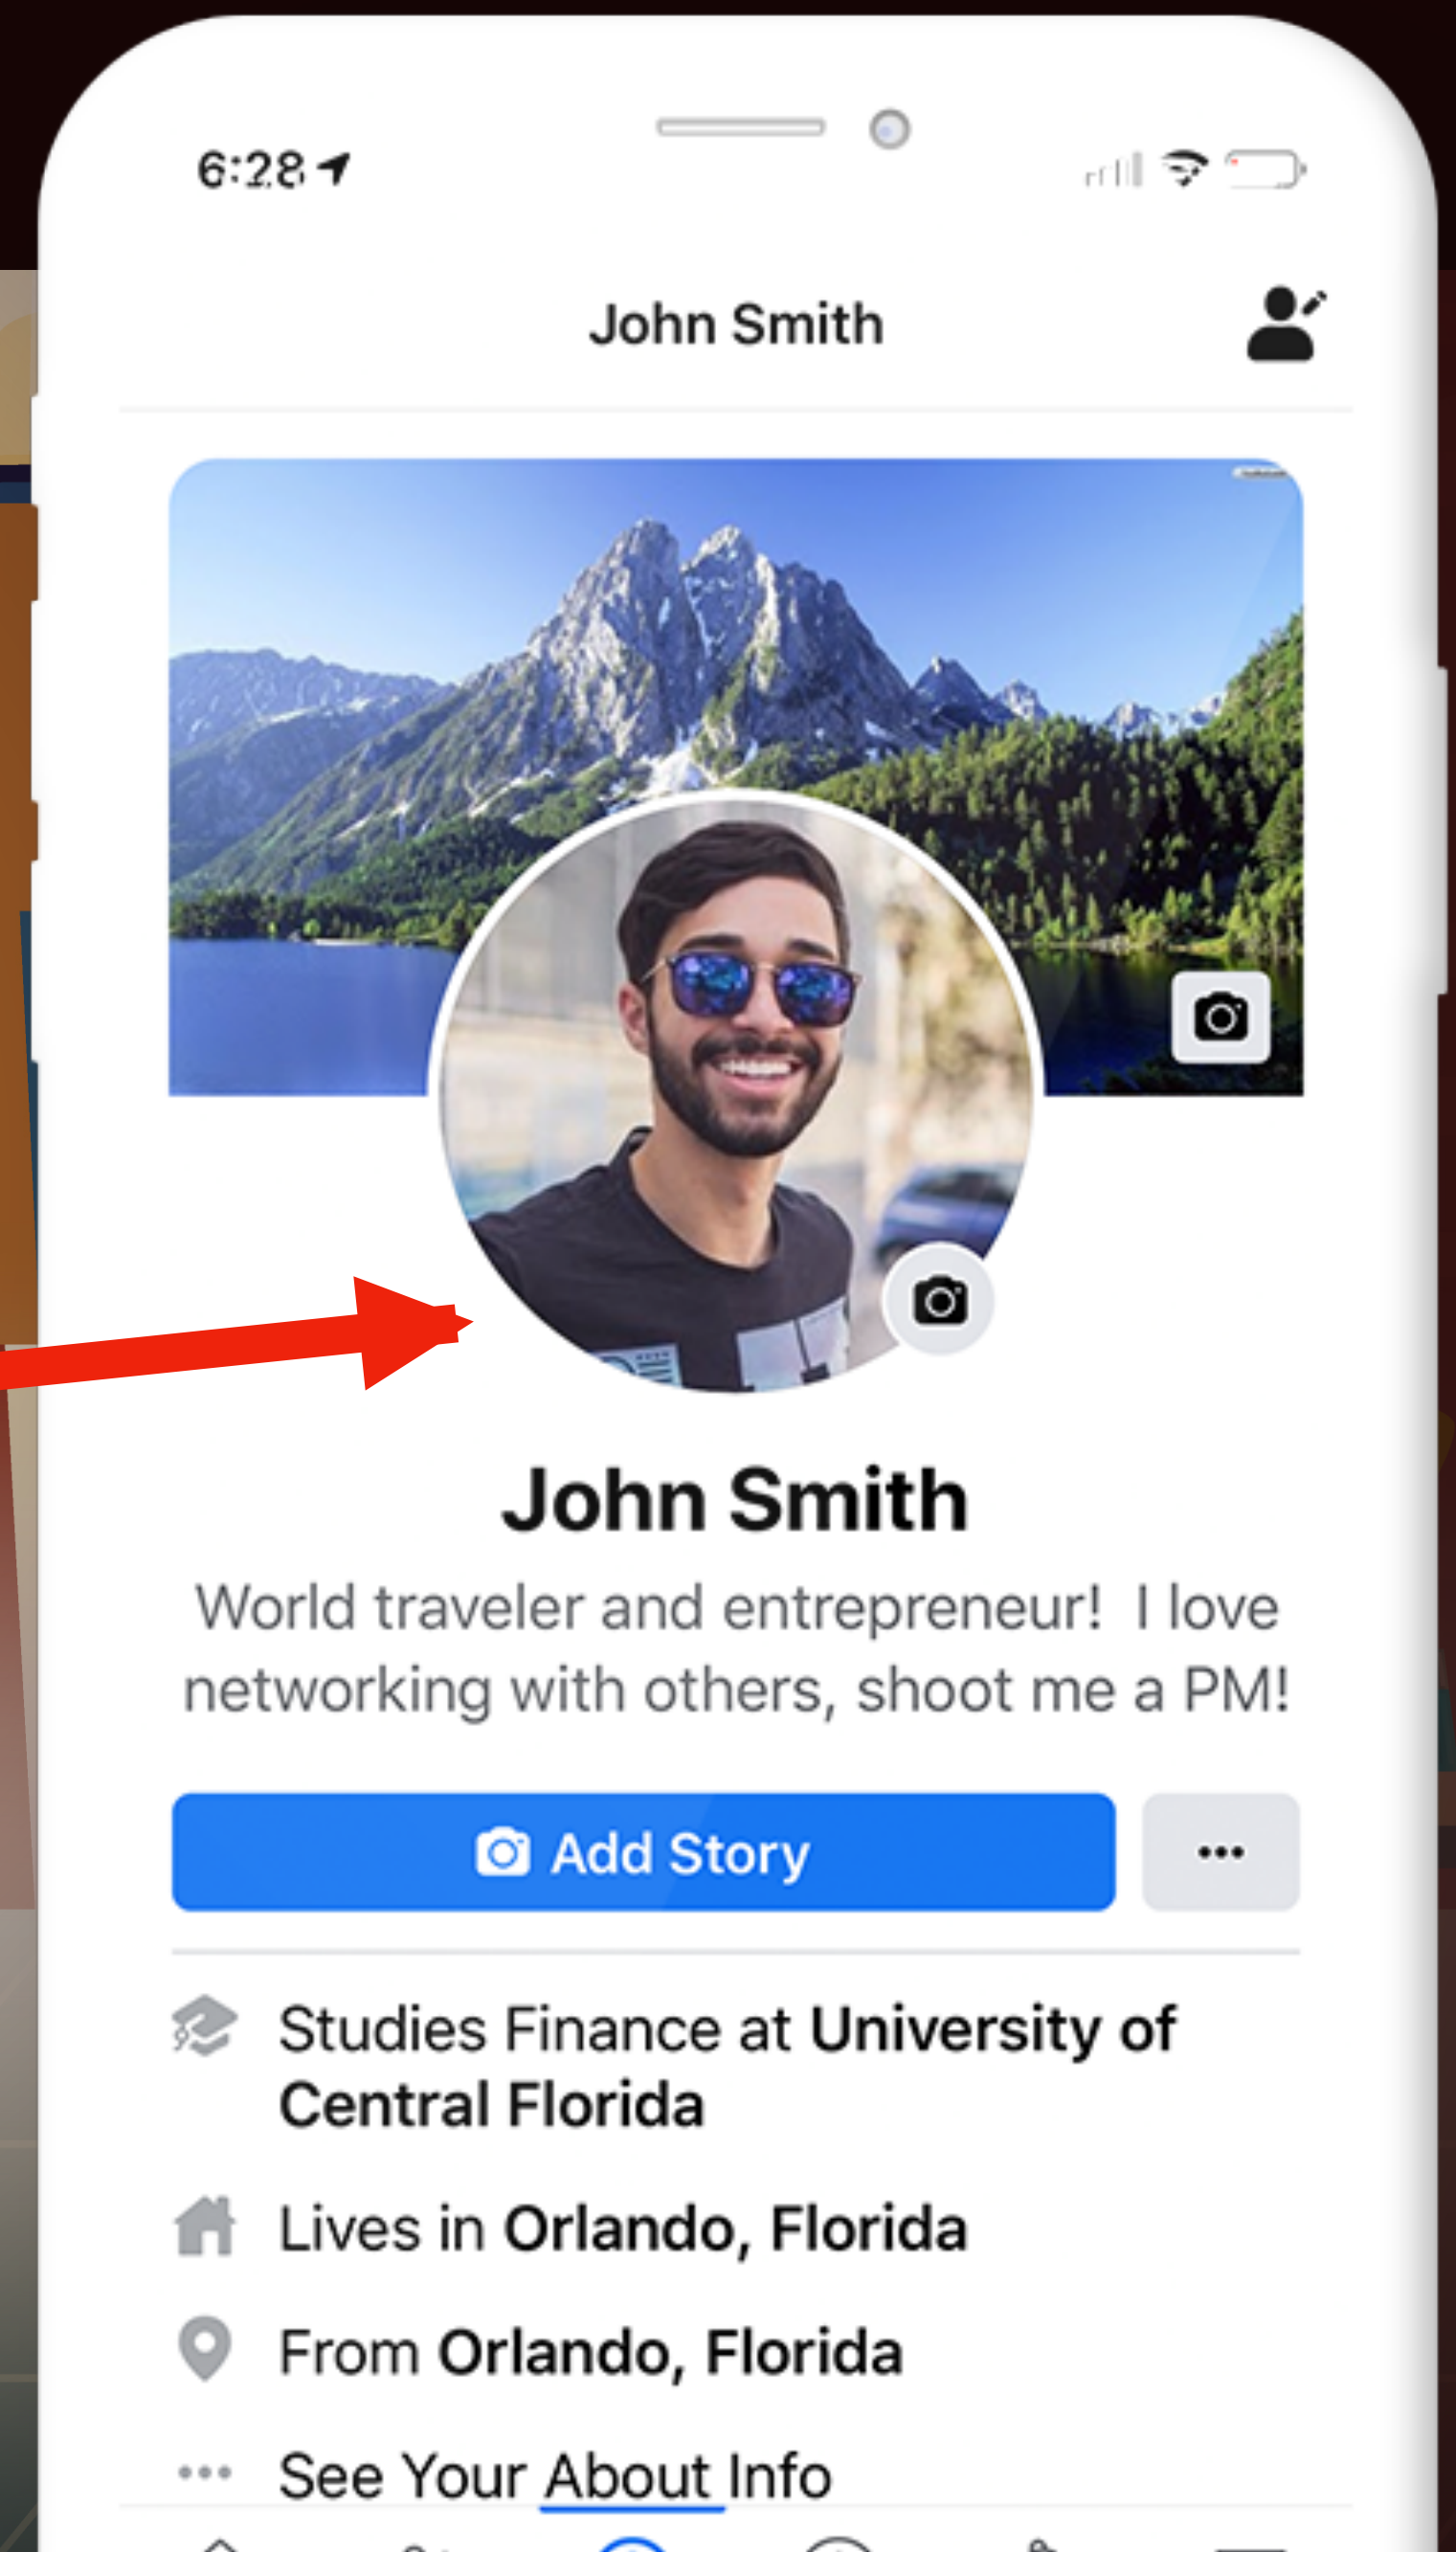 6:28
John Smith
John Smith
World traveler and entrepreneur! I love
networking with others, shoot me a PM!
Add Story
Studies Finance at University of
Central Florida
Lives in Orlando, Florida
From Orlando, Florida
See Your About Info